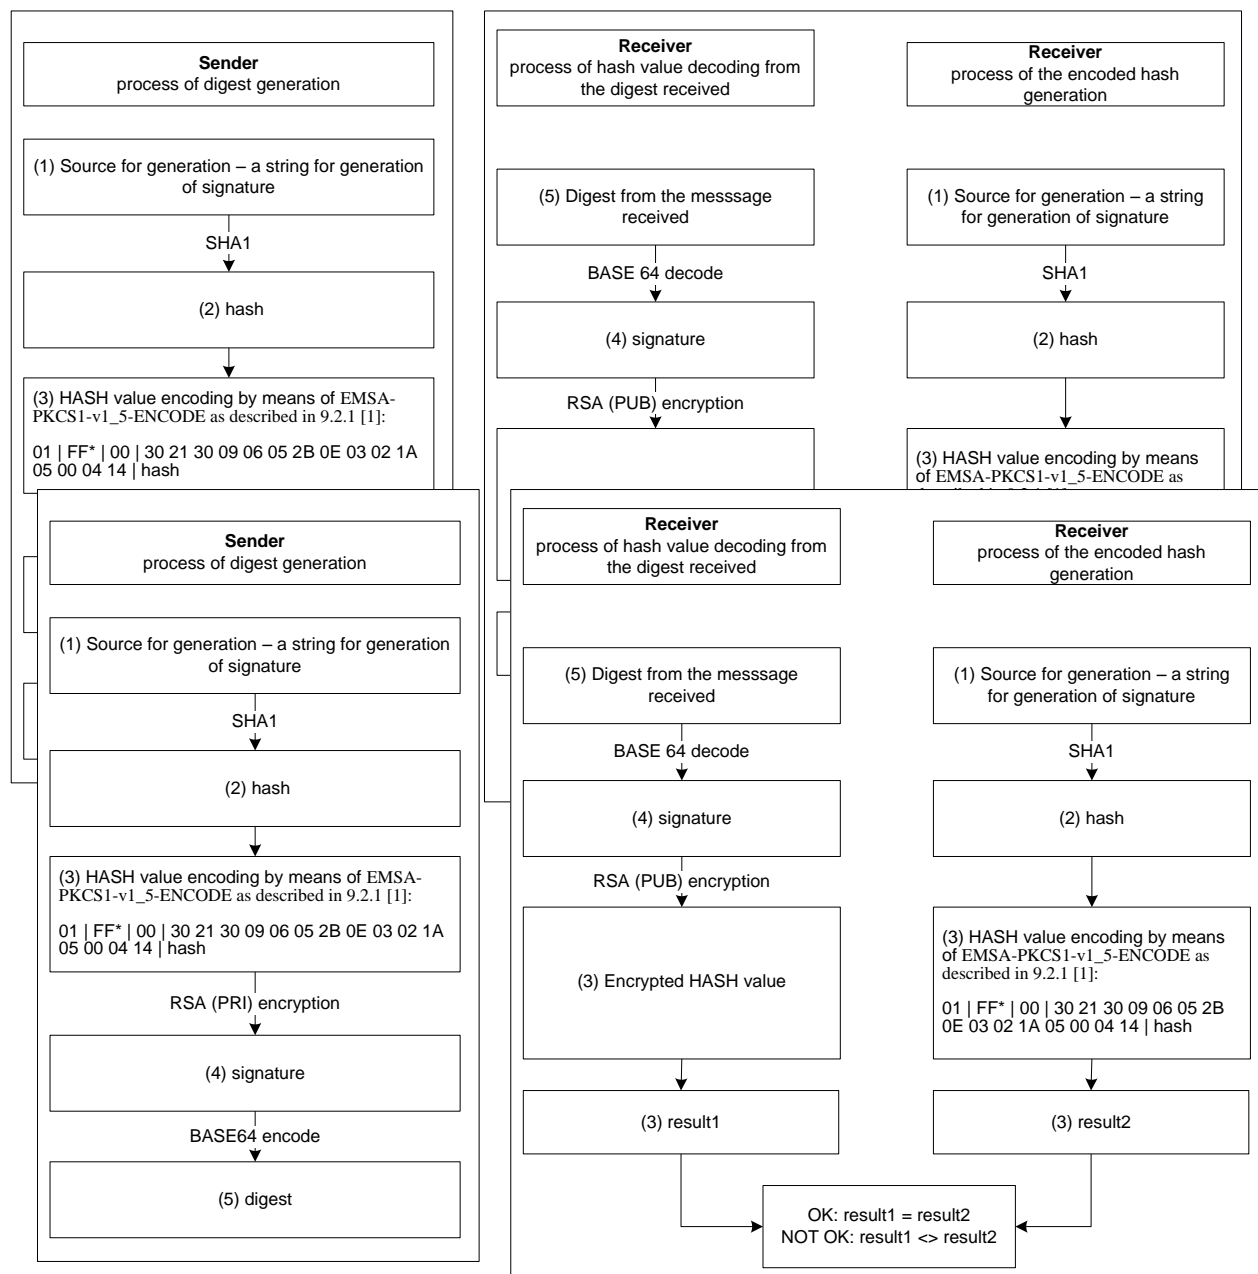 Sender
process of digest generation
(1) Source for generation – a string for generation
of signature
SHA1
(2) hash
(3) HASH value encoding by means of EMSA-
PKCS1-v1_5-ENCODE as described in 9.2.1 [1]:
01 | FF* | 00 | 30 21 30 09 06 05 2B 0E 03 02 1A
05 00 04 14 | hash
Receiver
process of hash value decoding from
the digest received
(5) Digest from the messsage
received
BASE 64 decode
(4) signature
RSA (PUB) encryption
Receiver
process of the encoded hash
generation
(1) Source for generation – a string
for generation of signature
SHA1
(2) hash
(3) HASH value encoding by means
of EMSA-PKCS1-v1_5-ENCODE as
Sender
process of digest generation
(1) Source for generation – a string for generation
of signature
SHA1
(2) hash
(3) HASH value encoding by means of EMSA-
PKCS1-v1_5-ENCODE as described in 9.2.1 [1]:
01 | FF* | 00 | 30 21 30 09 06 05 2B 0E 03 02 1A
05 00 04 14 | hash
RSA (PRI) encryption
(4) signature
BASE64 encode
(5) digest
Receiver
process of hash value decoding from
the digest received
(5) Digest from the messsage
received
BASE 64 decode
(4) signature
RSA (PUB) encryption
(3) Encrypted HASH value
(3) result1
Receiver
process of the encoded hash
generation
(1) Source for generation – a string
for generation of signature
SHA1
(2) hash
(3) HASH value encoding by means
of EMSA-PKCS1-v1_5-ENCODE as
described in 9.2.1 [1]:
01 | FF* | 00 | 30 21 30 09 06 05 2B
0E 03 02 1A 05 00 04 14 | hash
(3) result2
OK: result1 = result2
NOT OK: result1 <> result2